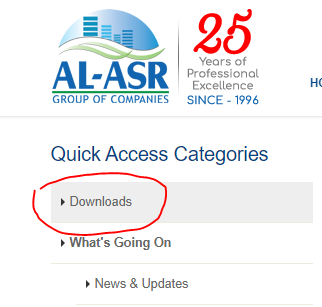 AL-ASR
GROUP OF COMPANIES
25
Years of
Professional
Excellence
SINCE - 1996
Quick Access Categories
Downloads
What's Going On
News & Updates